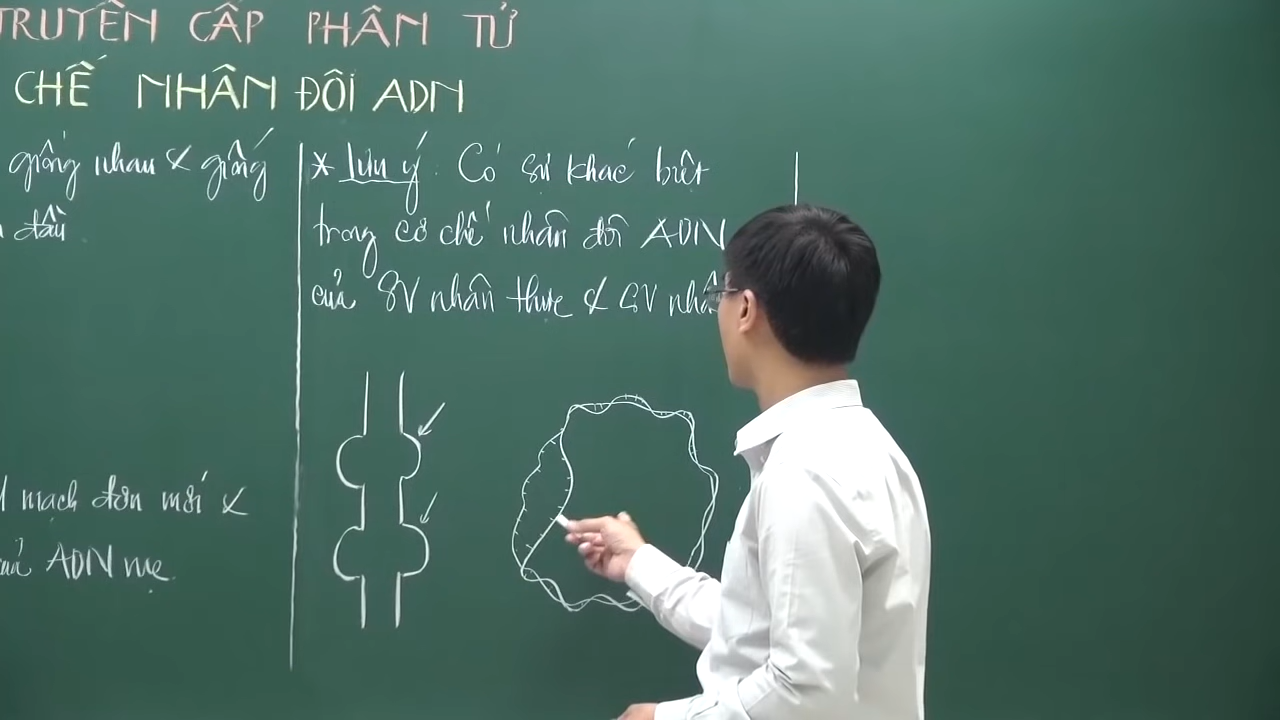 TRUYỀN CẤP PHÂN TỬ
CHẾ NHÂN ĐÔI ADN
giống nhau & giống
đầu
* lưu ý: Có sự khác biệt
trong cơ chế nhân đôi ADN
của SV nhân thực & SV nhân
mạch đơn mới &
của ADN mẹ.